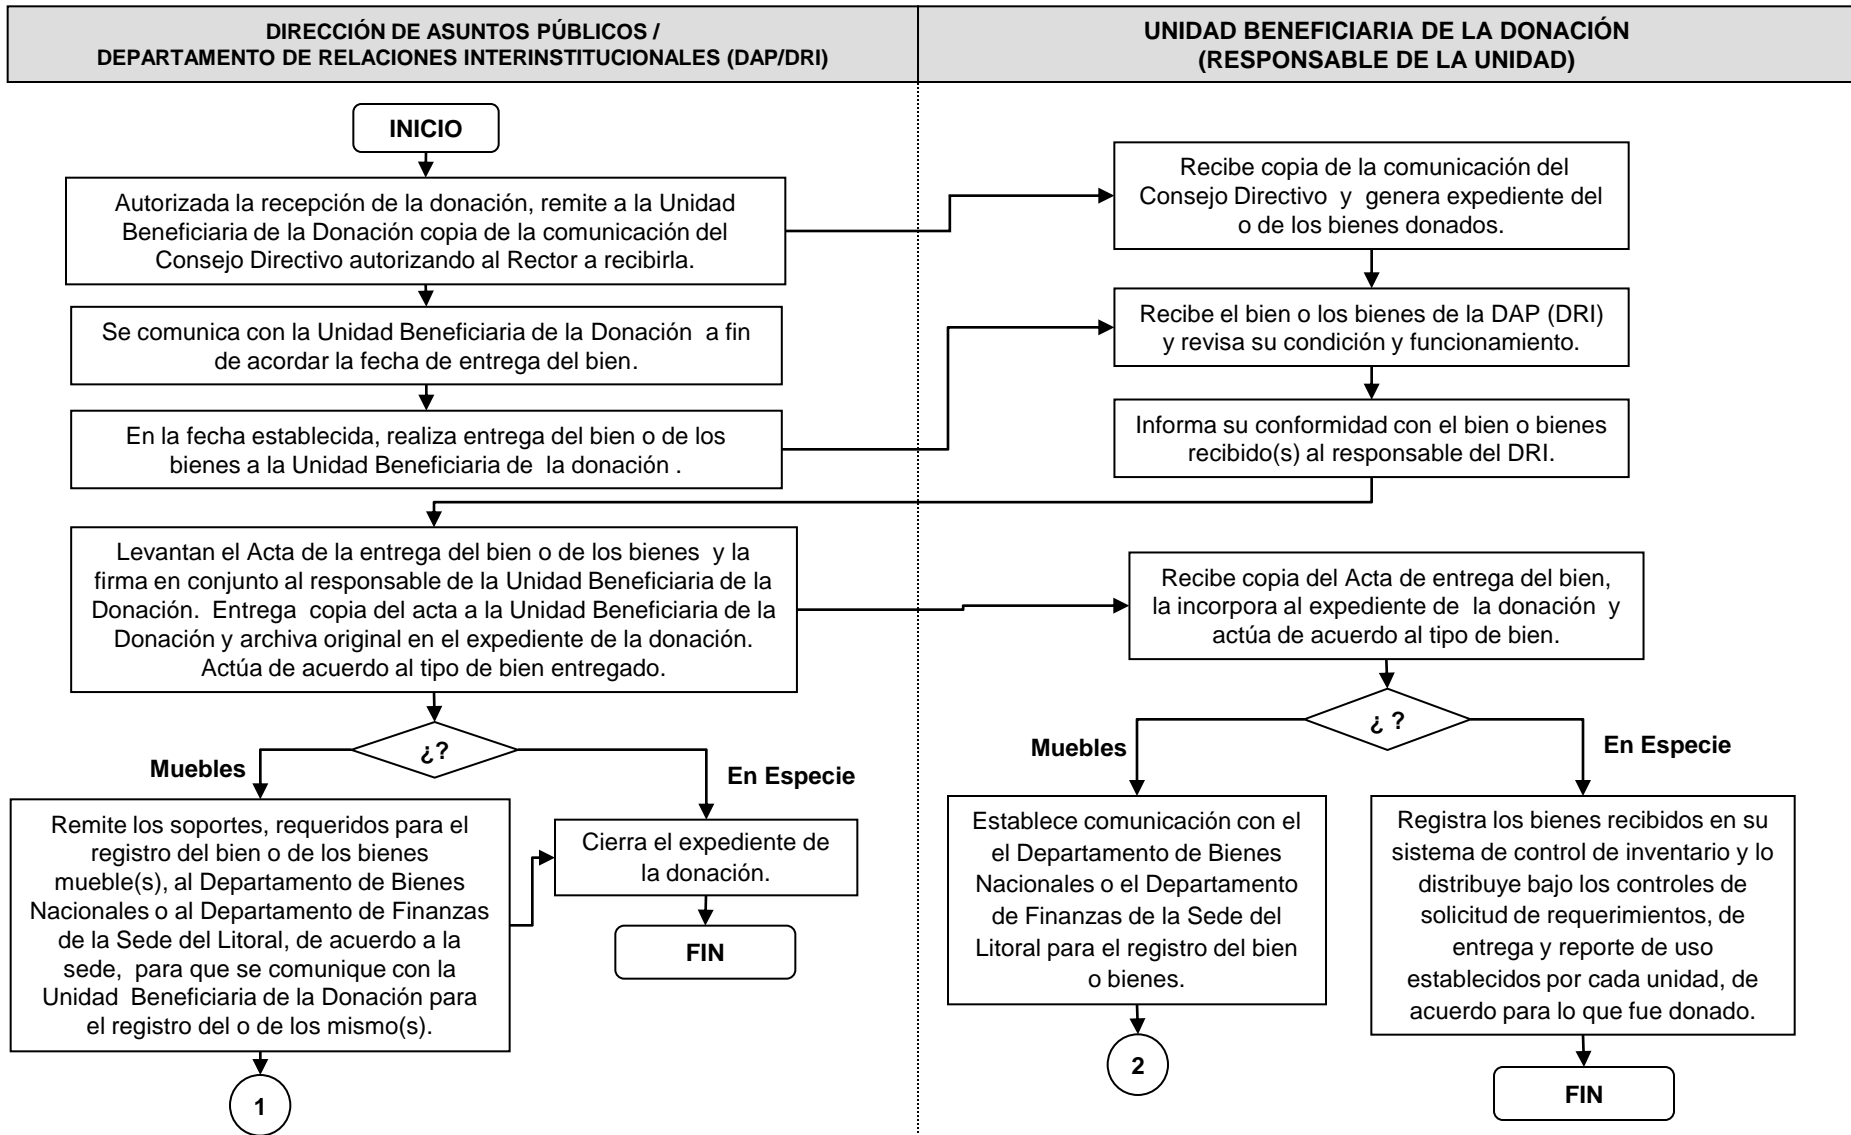 DIRECCIÓN DE ASUNTOS PÚBLICOS /
DEPARTAMENTO DE RELACIONES INTERINSTITUCIONALES (DAP/DRI)
UNIDAD BENEFICIARIA DE LA DONACIÓN
(RESPONSABLE DE LA UNIDAD)
INICIO
Autorizada la recepción de la donación, remite a la Unidad
Beneficiaria de la Donación copia de la comunicación del
Consejo Directivo autorizando al Rector a recibirla.
Recibe copia de la comunicación del
Consejo Directivo y genera expediente del
o de los bienes donados.
Se comunica con la Unidad Beneficiaria de la Donación a fin
de acordar la fecha de entrega del bien.
Recibe el bien o los bienes de la DAP (DRI)
y revisa su condición y funcionamiento.
En la fecha establecida, realiza entrega del bien o de los
bienes a la Unidad Beneficiaria de la donación .
Informa su conformidad con el bien o bienes
recibido(s) al responsable del DRI.
Levantan el Acta de la entrega del bien o de los bienes y la
firma en conjunto al responsable de la Unidad Beneficiaria de la
Donación. Entrega copia del acta a la Unidad Beneficiaria de la
Donación y archiva original en el expediente de la donación.
Actúa de acuerdo al tipo de bien entregado.
Recibe copia del Acta de entrega del bien,
la incorpora al expediente de la donación y
actúa de acuerdo al tipo de bien.
¿?
Muebles
En Especie
Remite los soportes, requeridos para el
registro del bien o de los bienes
mueble(s), al Departamento de Bienes
Nacionales o al Departamento de Finanzas
de la Sede del Litoral, de acuerdo a la
sede, para que se comunique con la
Unidad Beneficiaria de la Donación para
el registro del o de los mismo(s).
Cierra el expediente de
la donación.
FIN
1
¿ ?
Muebles
En Especie
Establece comunicación con el
el Departamento de Bienes
Nacionales o el Departamento
de Finanzas de la Sede del
Litoral para el registro del bien
o bienes.
2
Registra los bienes recibidos en su
sistema de control de inventario y lo
distribuye bajo los controles de
solicitud de requerimientos, de
entrega y reporte de uso
establecidos por cada unidad, de
acuerdo para lo que fue donado.
FIN